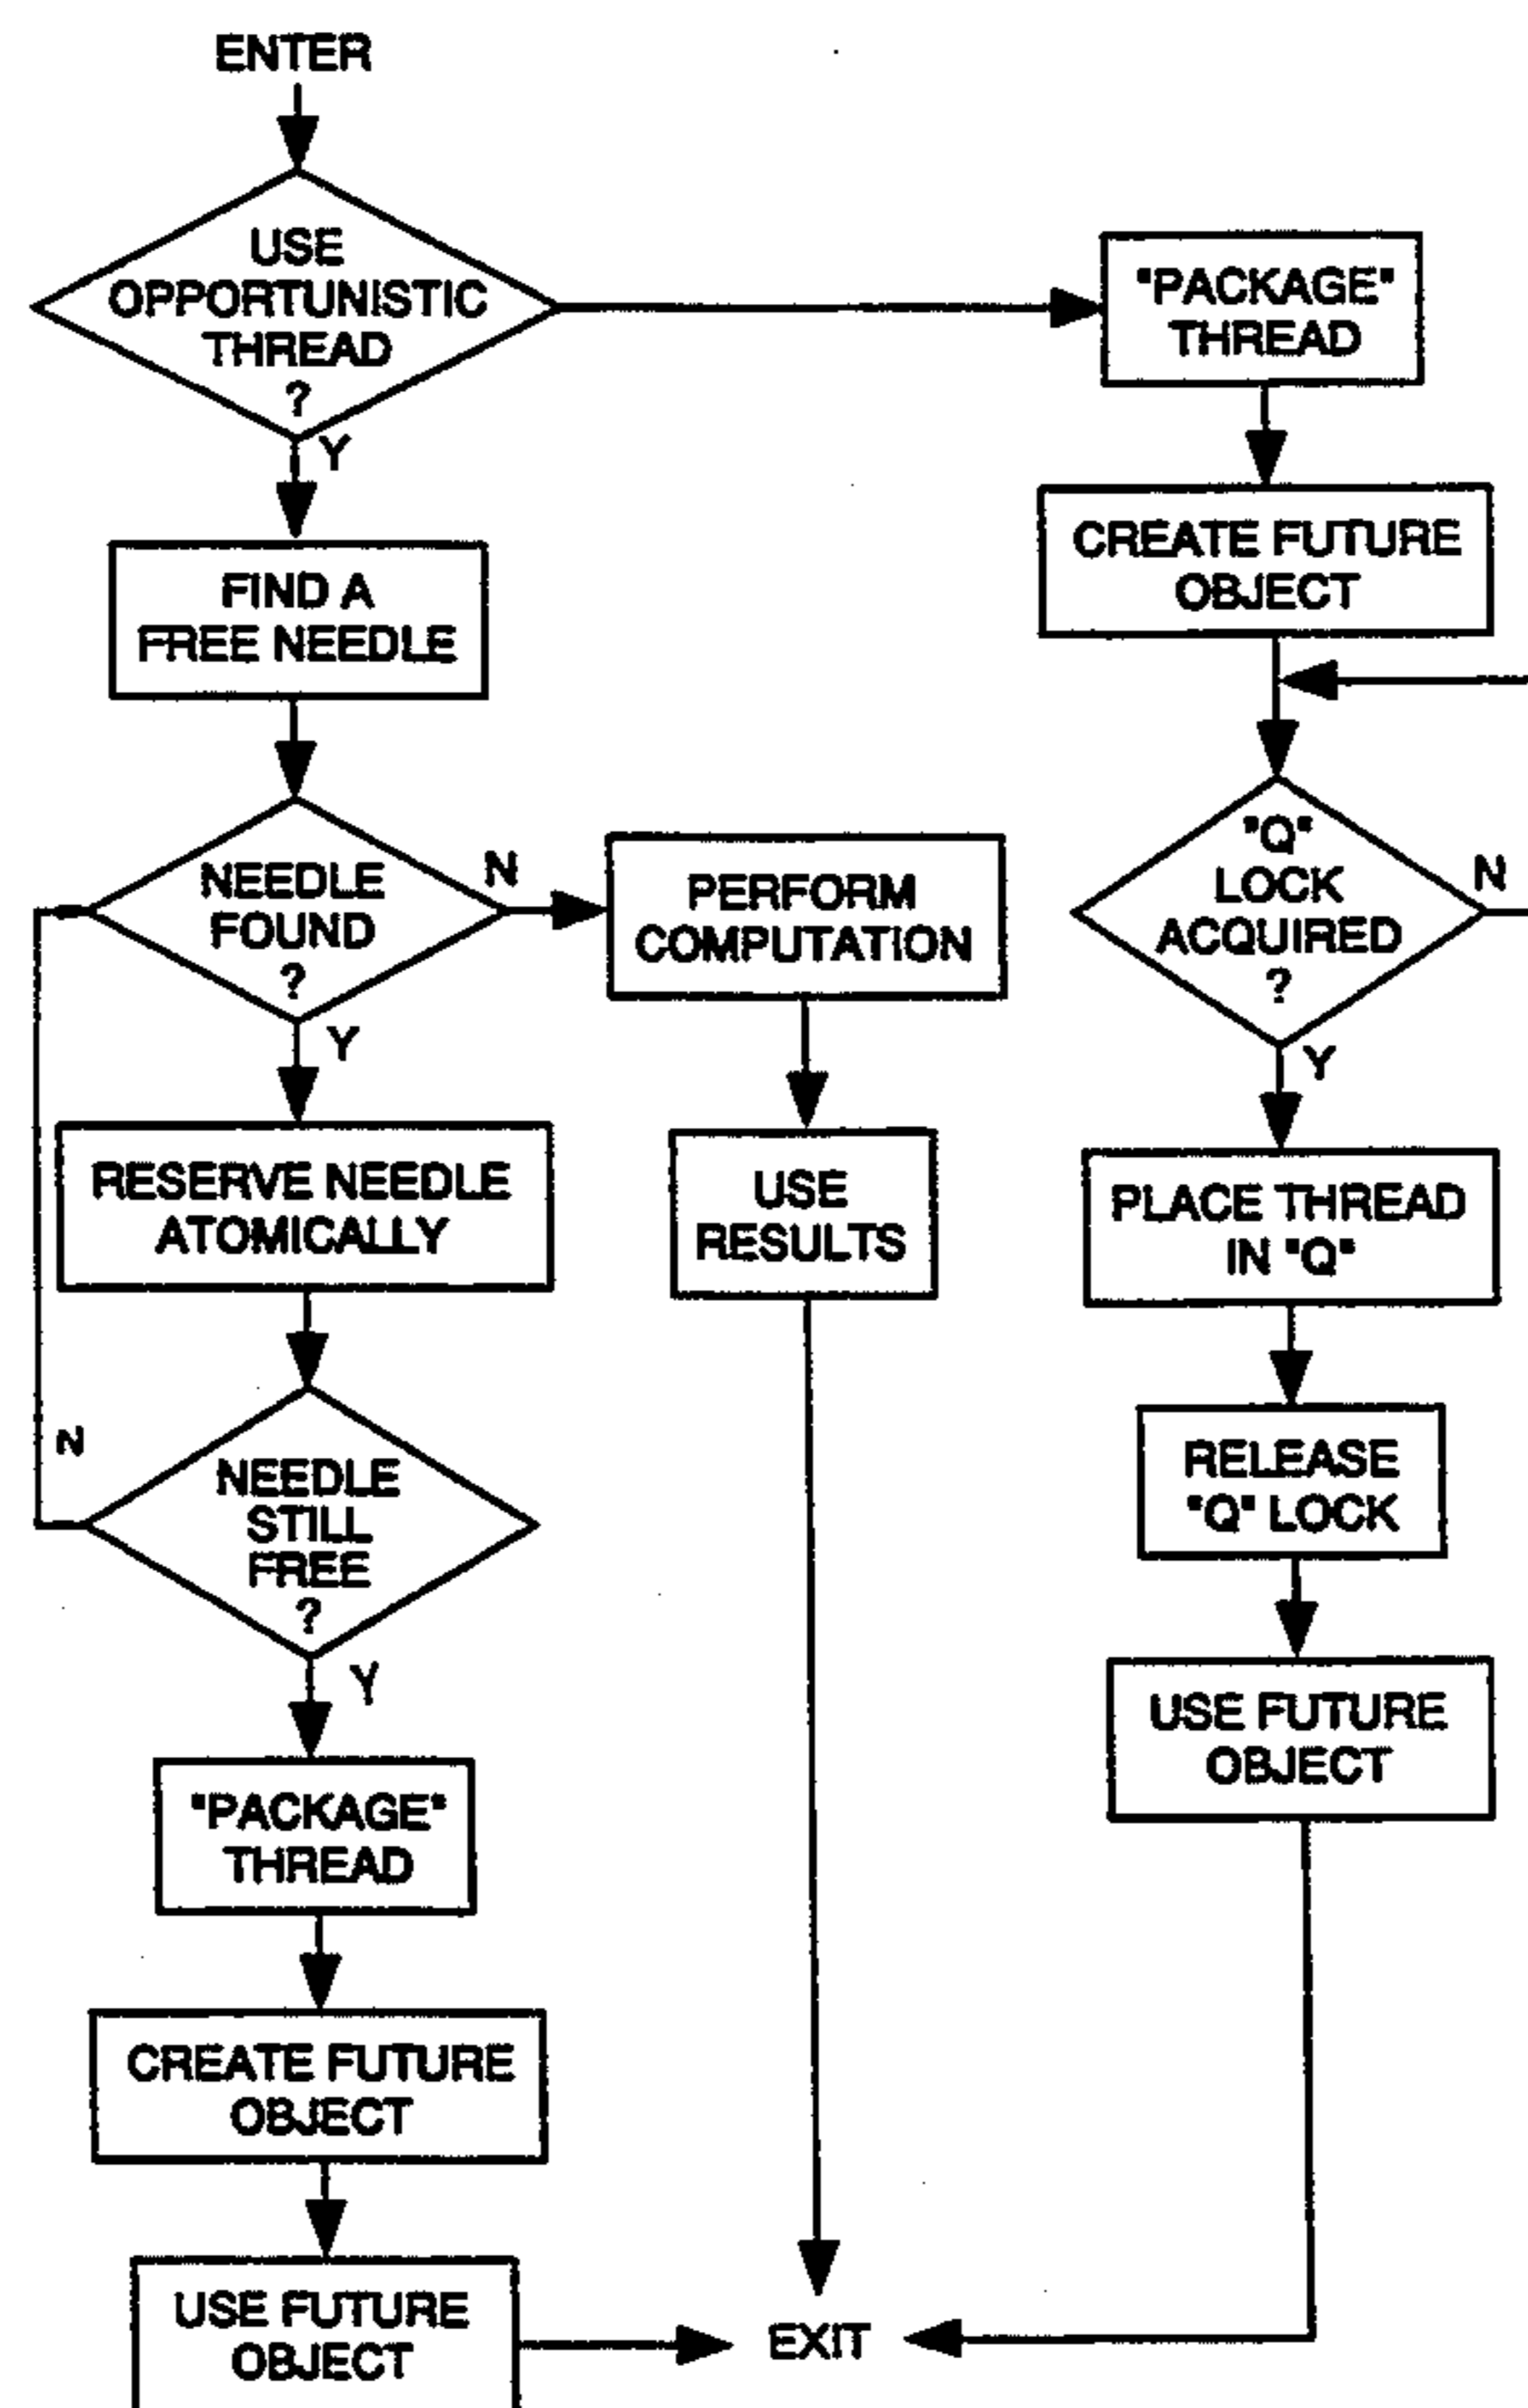 ENTER
USE
OPPORTUNISTIC
THREAD
?
Y
FIND A
FREE NEEDLE
NEEDLE
FOUND
?
N
Y
PERFORM
COMPUTATION
USE
RESULTS
RESERVE NEEDLE
ATOMICALLY
NEEDLE
STILL
FREE
?
N
Y
"PACKAGE"
THREAD
CREATE FUTURE
OBJECT
USE FUTURE
OBJECT
"PACKAGE"
THREAD
CREATE FUTURE
OBJECT
"Q"
LOCK
ACQUIRED
?
N
Y
PLACE THREAD
IN "Q"
RELEASE
"Q" LOCK
USE FUTURE
OBJECT
EXIT